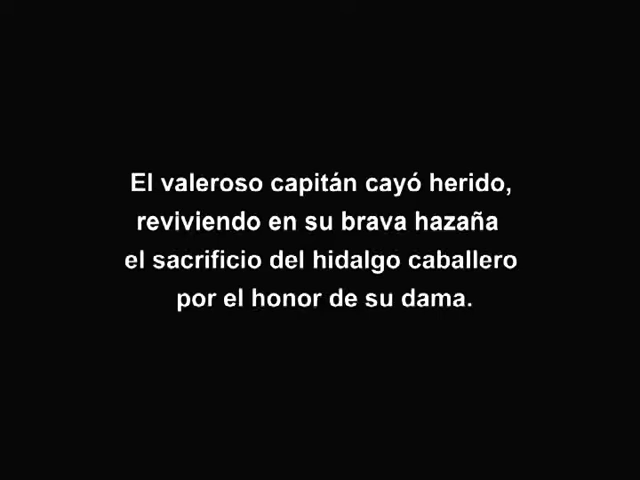 El valeroso capitán cayó herido,
reviviendo en su brava hazaña
el sacrificio del hidalgo caballero
por el honor de su dama.